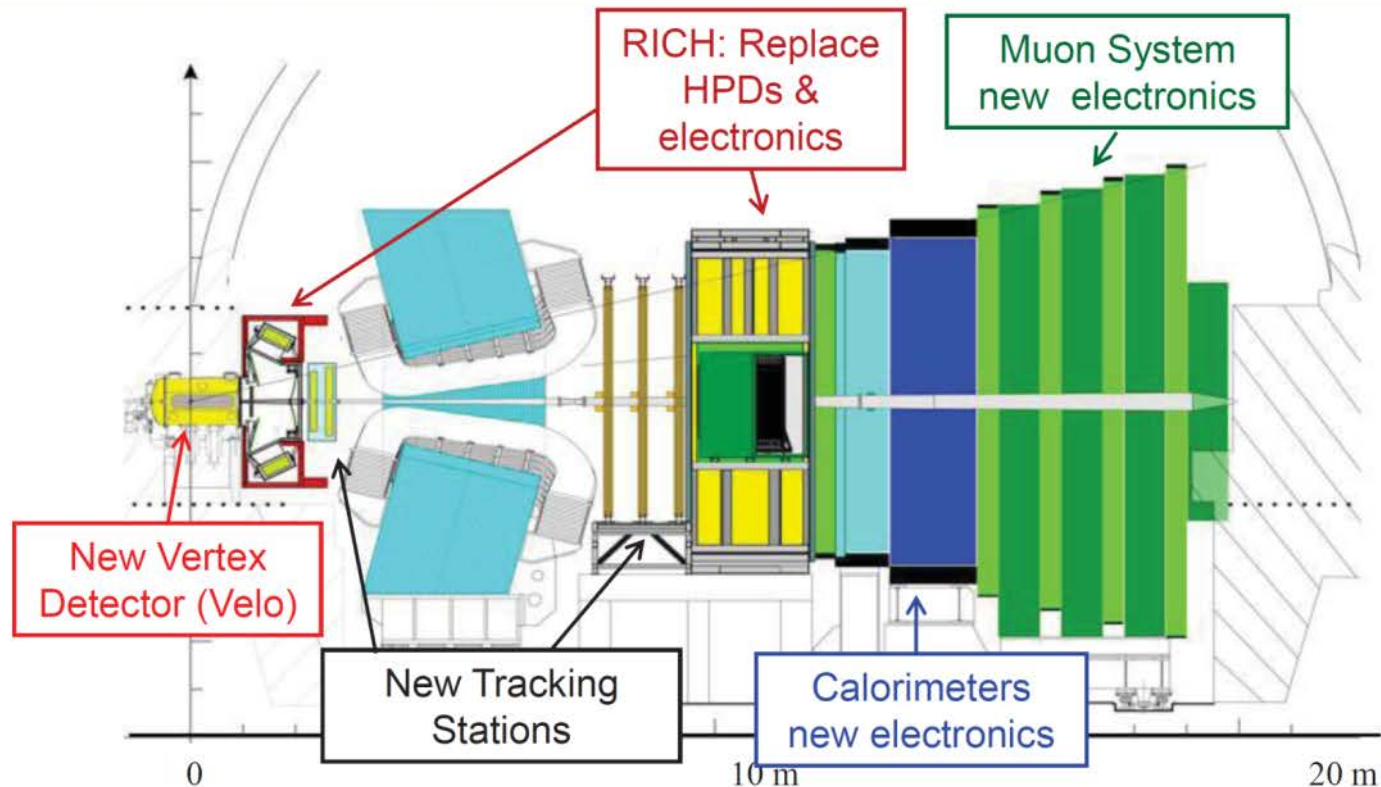 RICH: Replace
HPDs &
electronics
Muon System
new electronics
New Vertex
Detector (Velo)
New Tracking
Stations
Calorimeters
new electronics
0
10 m
20 m